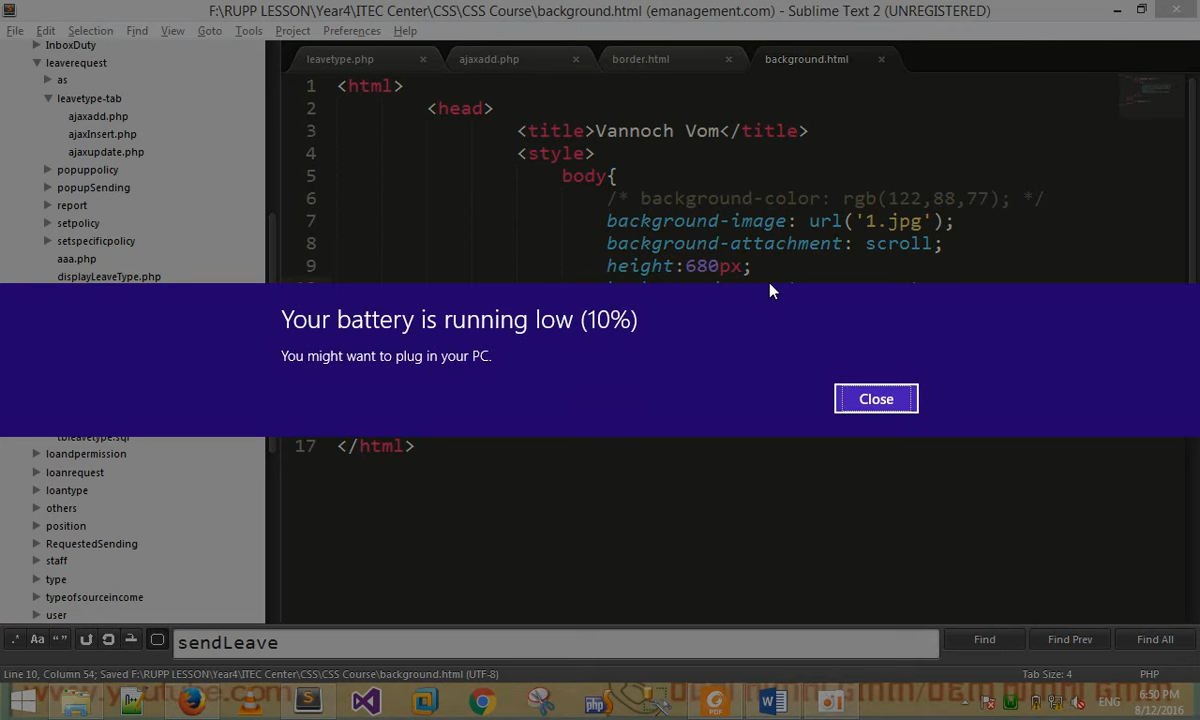 F:\RUPP LESSON\Year4\ITEC Center\CSS\CSS Course\background.html (emanagement.com) - Sublime Text 2 (UNREGISTERED)
File Edit Selection Find View Goto Tools Project Preferences Help
InboxDuty
leaverequest
as
leavetype-tab
ajaxadd.php
ajaxInsert.php
ajaxupdate.php
popuppolicy
popupSending
report
setpolicy
setspecificpolicy
aaa.php
displayLeaveType.php
leavetype.php ajaxadd.php border.html background.html
1 <html>
2 <head>
3 <title>Vannoch Vom</title>
4 <style>
5 body{
6 /* background-color: rgb(122,88,77); */
7 background-image: url('1.jpg');
8 background-attachment: scroll;
9 height:680px;
Your battery is running low (10%)
You might want to plug in your PC.
Close
17 </html>
tbleavetype.sql
loandpermission
loanrequest
loantype
others
position
RequestedSending
staff
type
typeofsourceincome
user
.* Aa “ ”
sendLeave
Find Find Prev Find All
Line 10, Column 54; Saved F:\RUPP LESSON\Year4\ITEC Center\CSS\CSS Course\background.html (UTF-8) Tab Size: 4 PHP
www.youtube.com
ENG
6:50 PM
8/12/2016